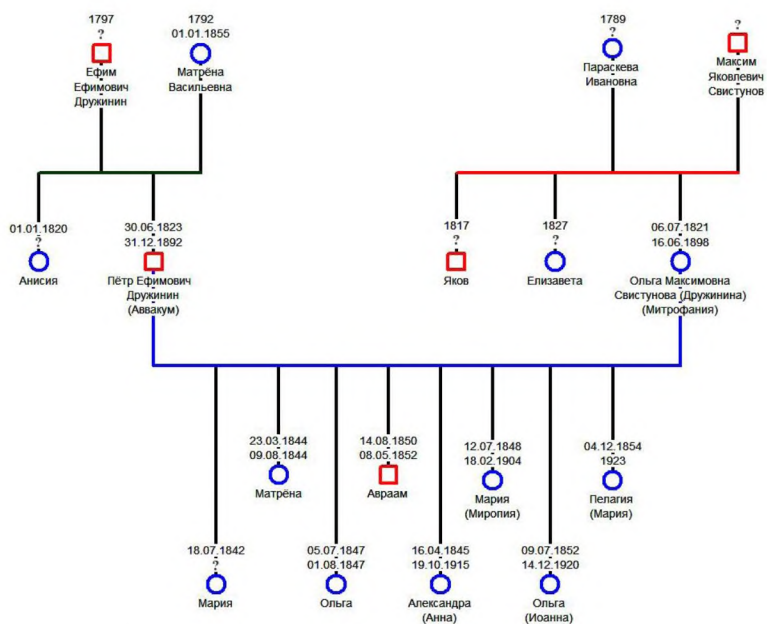 1797
?
Ефим
Ефимович
Дружинин
1792
01.01.1855
Матрёна
Васильевна
1789
?
Параскева
Ивановна
?
Максим
Яковлевич
Свистунов
01.01.1820
?
Анисия
30.06.1823
31.12.1892
Пётр Ефимович
Дружинин
(Аввакум)
1817
?
Яков
1827
?
Елизавета
06.07.1821
16.06.1898
Ольга Максимовна
Свистунова (Дружинина)
(Митрофания)
23.03.1844
09.08.1844
Матрёна
14.08.1850
08.05.1852
Авраам
12.07.1848
18.02.1904
Мария
(Миропия)
04.12.1854
1923
Пелагия
(Мария)
18.07.1842
?
Мария
05.07.1847
01.08.1847
Ольга
16.04.1845
19.10.1915
Александра
(Анна)
09.07.1852
14.12.1920
Ольга
(Иоанна)